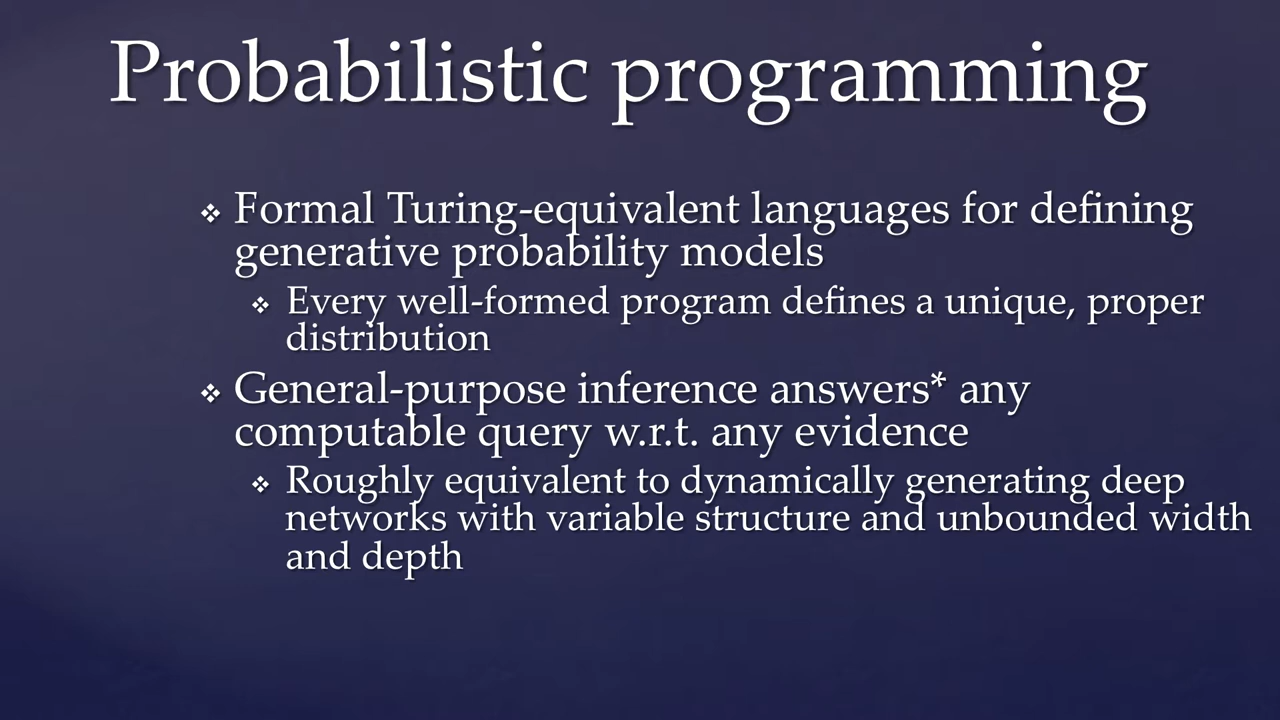 Probabilistic programming
❖ Formal Turing-equivalent languages for defining
generative probability models
❖ Every well-formed program defines a unique, proper
distribution
❖ General-purpose inference answers* any
computable query w.r.t. any evidence
❖ Roughly equivalent to dynamically generating deep
networks with variable structure and unbounded width
and depth